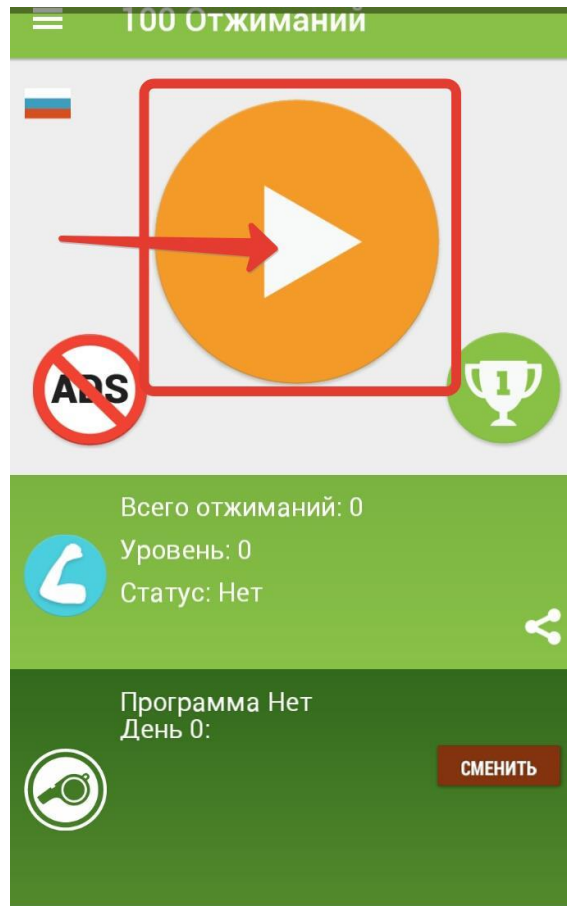 100 Отжиманий
ADS
1
Всего отжиманий: 0
Уровень: 0
Статус: Нет
Программа Нет
День 0:
СМЕНИТЬ